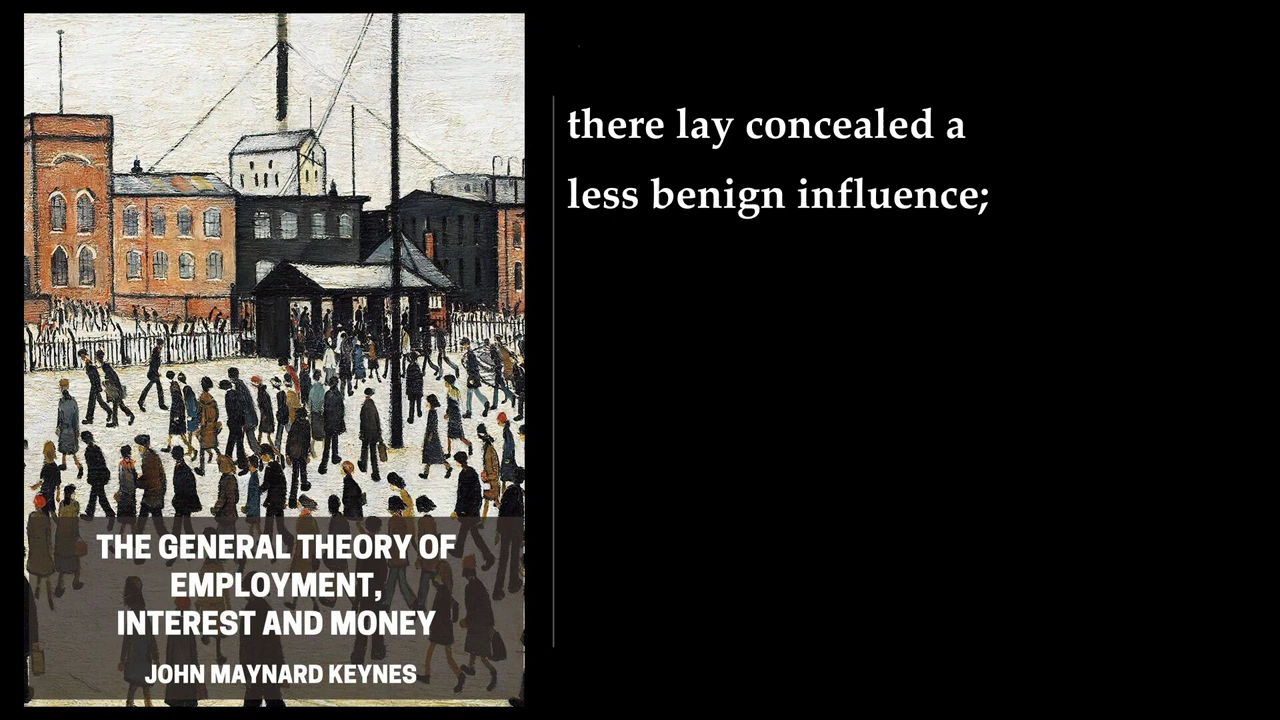 THE GENERAL THEORY OF
EMPLOYMENT,
INTEREST AND MONEY
JOHN MAYNARD KEYNES
there lay concealed a
less benign influence;